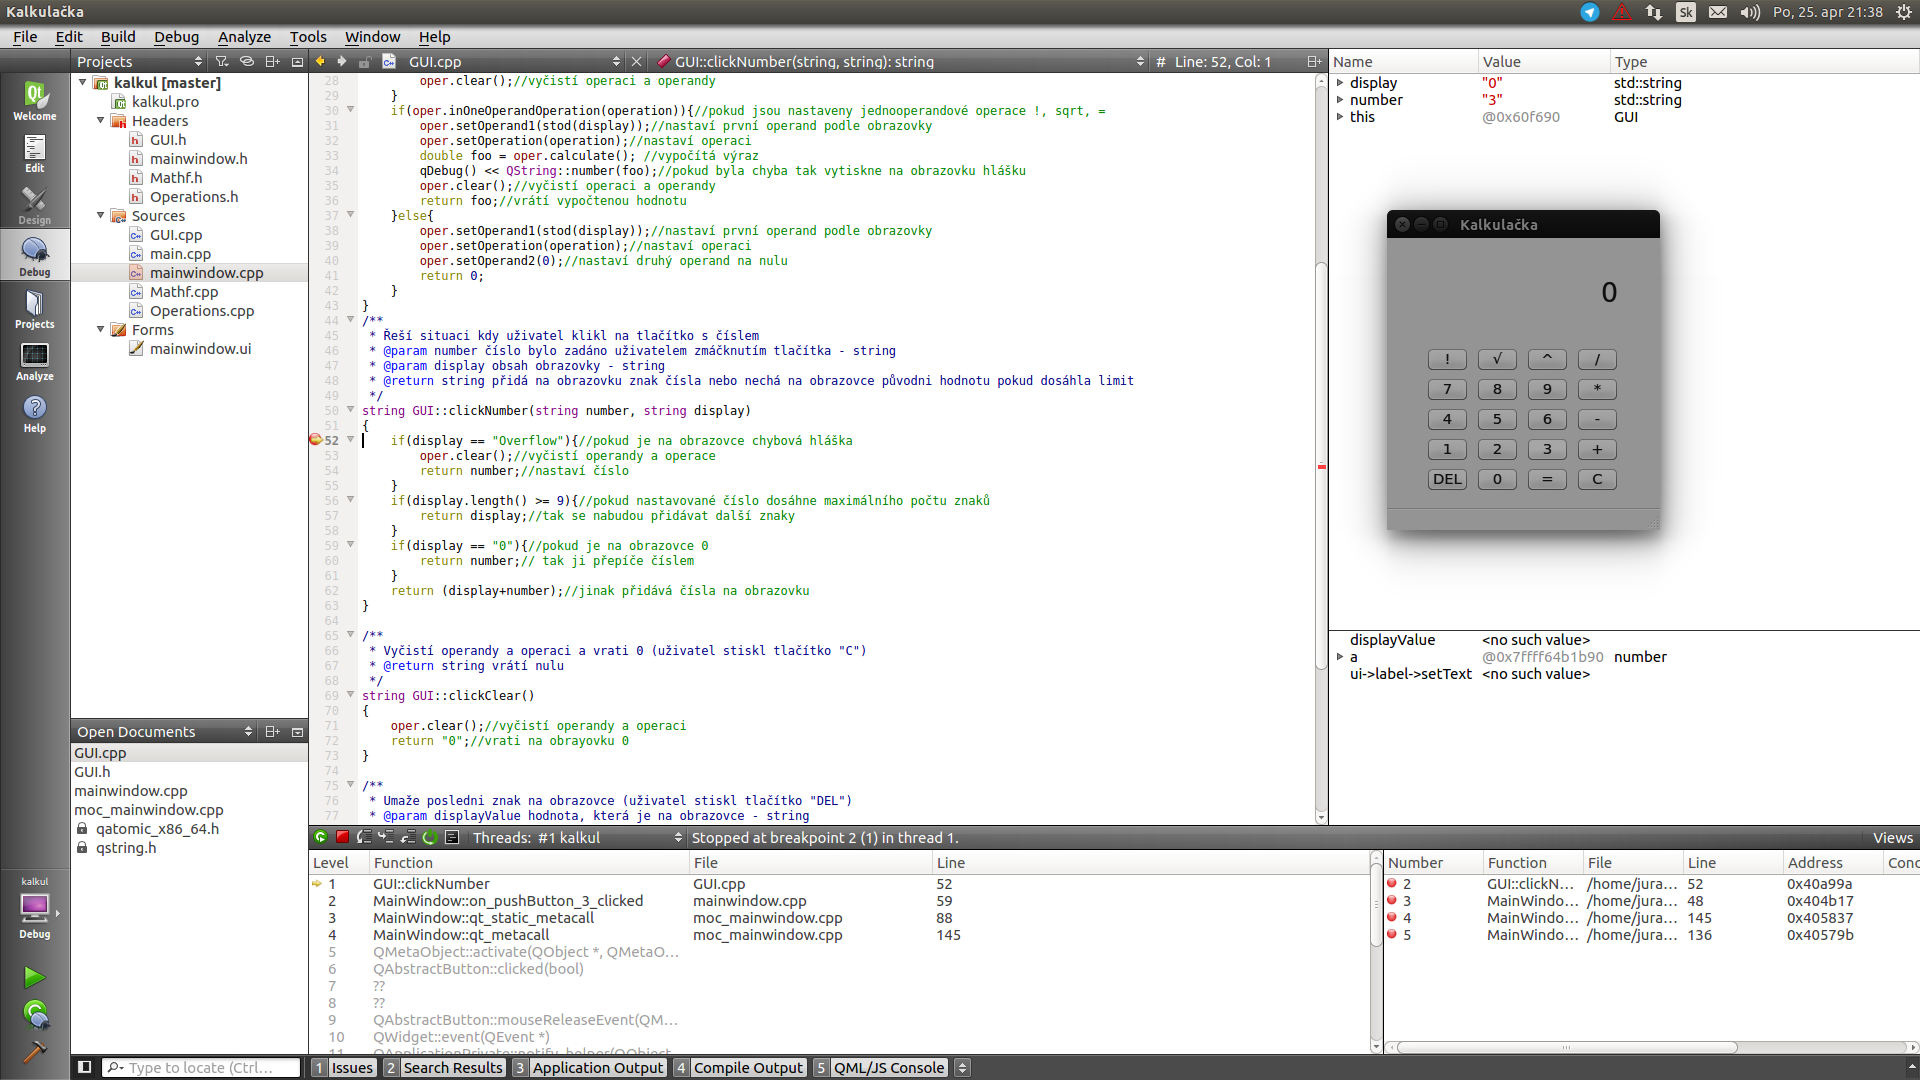 Kalkulačka
Sk
Po, 25. apr 21:38
File Edit Build Debug Analyze Tools Window Help
Welcome
Edit
Design
Debug
Projects
Analyze
Help
kalkul
Debug
Projects
kalkul [master]
kalkul.pro
Headers
GUI.h
mainwindow.h
Mathf.h
Operations.h
Sources
GUI.cpp
main.cpp
mainwindow.cpp
Mathf.cpp
Operations.cpp
Forms
mainwindow.ui
Open Documents
GUI.cpp
GUI.h
mainwindow.cpp
moc_mainwindow.cpp
qatomic_x86_64.h
qstring.h
GUI.cpp GUI::clickNumber(string, string): string # Line: 52, Col: 1
28 oper.clear();//vyčistí operaci a operandy
29 }
30 if(oper.inOneOperandOperation(operation)){//pokud jsou nastaveny jednooperandové operace !, sqrt, =
31 oper.setOperand1(stod(display));//nastaví první operand podle obrazovky
32 oper.setOperation(operation);//nastaví operaci
33 double foo = oper.calculate(); //vypočítá výraz
34 qDebug() << QString::number(foo);//pokud byla chyba tak vytiskne na obrazovku hlášku
35 oper.clear();//vyčistí operaci a operandy
36 return foo;//vrátí vypočtenou hodnotu
37 }else{
38 oper.setOperand1(stod(display));//nastaví první operand podle obrazovky
39 oper.setOperation(operation);//nastaví operaci
40 oper.setOperand2(0);//nastaví druhý operand na nulu
41 return 0;
42 }
43 }
44 /**
45 * Řeší situaci kdy uživatel klikl na tlačítko s číslem
46 * @param number číslo bylo zadáno uživatelem zmáčknutím tlačítka - string
47 * @param display obsah obrazovky - string
48 * @return string přidá na obrazovku znak čísla nebo nechá na obrazovce původni hodnotu pokud dosáhla limit
49 */
50 string GUI::clickNumber(string number, string display)
51 {
52 if(display == "Overflow"){//pokud je na obrazovce chybová hláška
53 oper.clear();//vyčistí operandy a operace
54 return number;//nastaví číslo
55 }
56 if(display.length() >= 9){//pokud nastavované číslo dosáhne maximálního počtu znaků
57 return display;//tak se nabudou přidávat další znaky
58 }
59 if(display == "0"){//pokud je na obrazovce 0
60 return number;// tak ji přepíče číslem
61 }
62 return (display+number);//jinak přidává čísla na obrazovku
63 }
64
65 /**
66 * Vyčistí operandy a operaci a vrati 0 (uživatel stiskl tlačítko "C")
67 * @return string vrátí nulu
68 */
69 string GUI::clickClear()
70 {
71 oper.clear();//vyčistí operandy a operaci
72 return "0";//vrati na obrayovku 0
73 }
74
75 /**
76 * Umaže posledni znak na obrazovce (uživatel stiskl tlačítko "DEL")
77 * @param displayValue hodnota, která je na obrazovce - string
Name Value Type
display "0" std::string
number "3" std::string
this @0x60f690 GUI
Kalkulačka
0
! √ ^ /
7 8 9 *
4 5 6 -
1 2 3 +
DEL 0 = C
displayValue <no such value>
a @0x7ffff64b1b90 number
ui->label->setText <no such value>
Threads: #1 kalkul Stopped at breakpoint 2 (1) in thread 1. Views
Level Function File Line
1 GUI::clickNumber GUI.cpp 52
2 MainWindow::on_pushButton_3_clicked mainwindow.cpp 59
3 MainWindow::qt_static_metacall moc_mainwindow.cpp 88
4 MainWindow::qt_metacall moc_mainwindow.cpp 145
5 QMetaObject::activate(QObject *, QMetaO...
6 QAbstractButton::clicked(bool)
7 ??
8 ??
9 QAbstractButton::mouseReleaseEvent(QM...
10 QWidget::event(QEvent *)
11 QApplicationPrivate::notify_helper(QObject
Number Function File Line Address Conc
2 GUI::clickN... /home/jura... 52 0x40a99a
3 MainWindo... /home/jura... 48 0x404b17
4 MainWindo... /home/jura... 145 0x405837
5 MainWindo... /home/jura... 136 0x40579b
Type to locate (Ctrl... 1 Issues 2 Search Results 3 Application Output 4 Compile Output 5 QML/JS Console